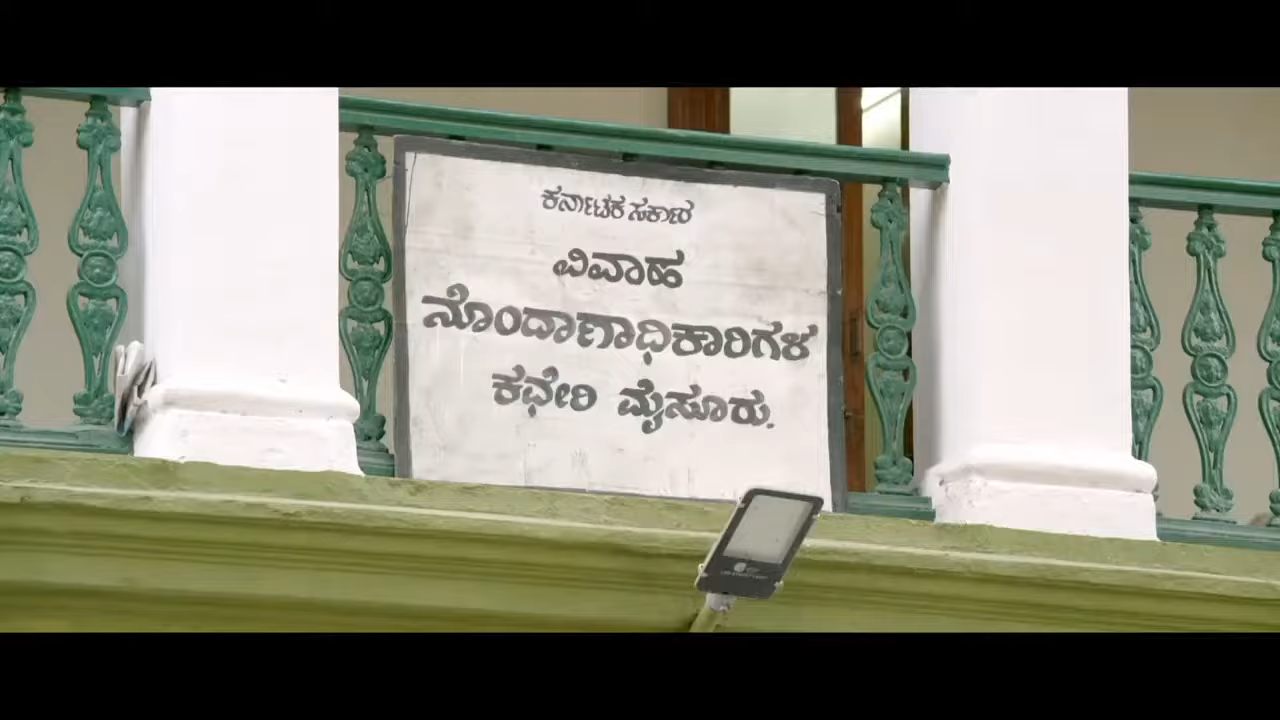 ಕರ್ನಾಟಕ ಸರ್ಕಾರ
ವಿವಾಹ
ನೊಂದಾಣಾಧಿಕಾರಿಗಳ
ಕಛೇರಿ ಮೈಸೂರು.